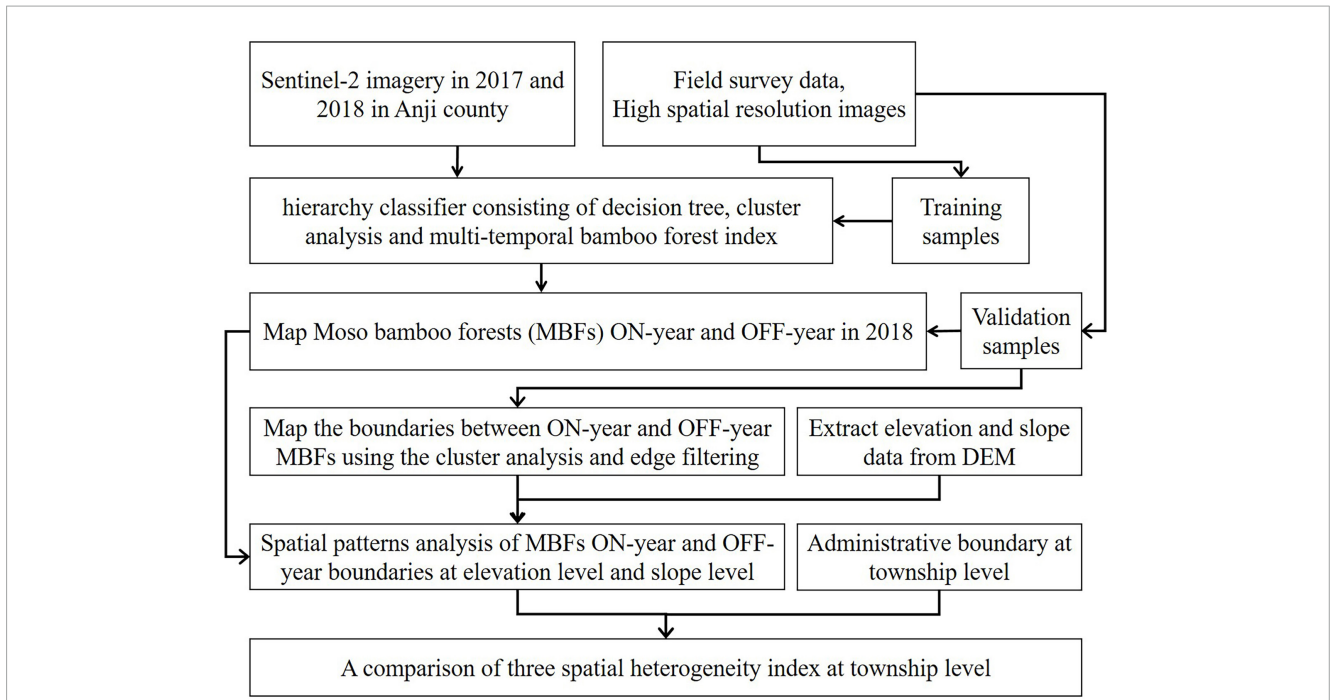 Sentinel-2 imagery in 2017 and
2018 in Anji county
Field survey data,
High spatial resolution images
hierarchy classifier consisting of decision tree, cluster
analysis and multi-temporal bamboo forest index
Training
samples
Map Moso bamboo forests (MBFs) ON-year and OFF-year in 2018
Validation
samples
Map the boundaries between ON-year and OFF-year
MBFs using the cluster analysis and edge filtering
Extract elevation and slope
data from DEM
Spatial patterns analysis of MBFs ON-year and OFF-
year boundaries at elevation level and slope level
Administrative boundary at
township level
A comparison of three spatial heterogeneity index at township level